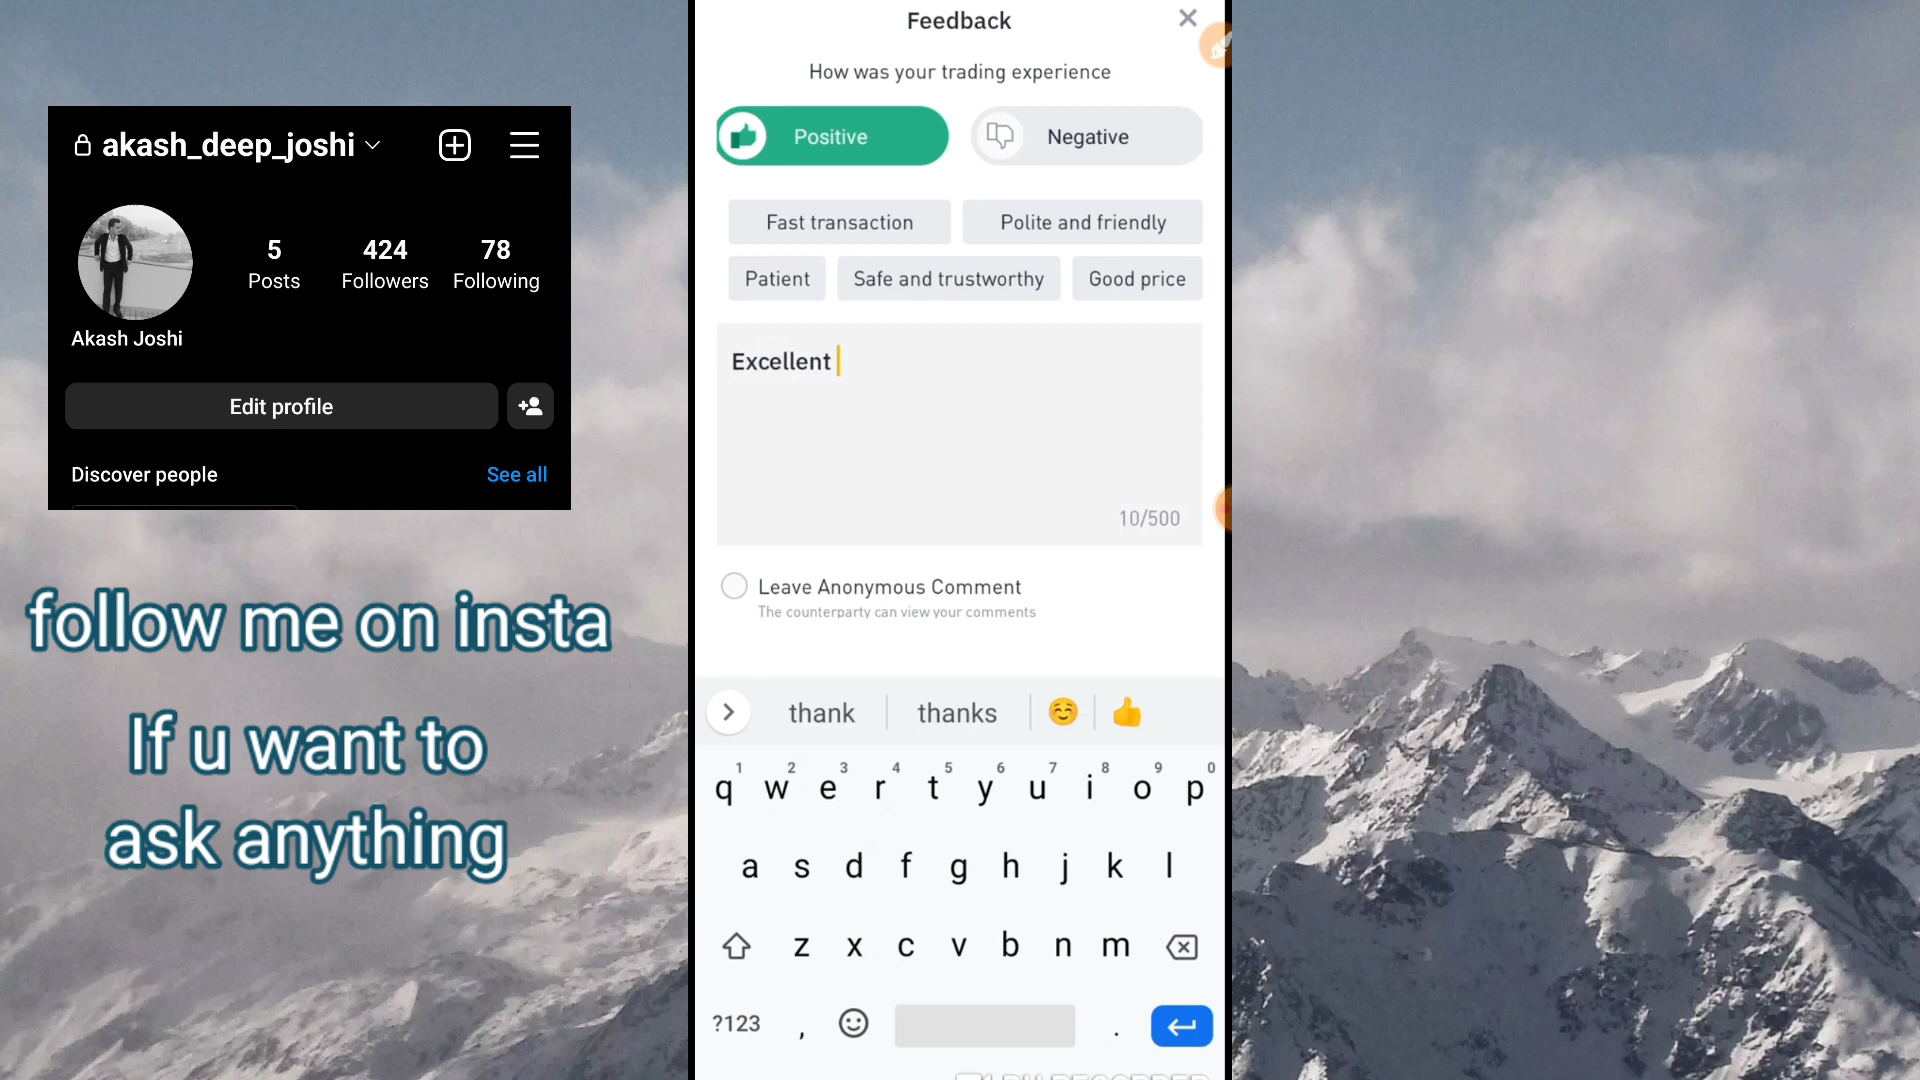 akash_deep_joshi
5 424 78
Posts Followers Following
Akash Joshi
Edit profile
Discover people See all
follow me on insta
If u want to
ask anything
Feedback
How was your trading experience
Positive Negative
Fast transaction Polite and friendly
Patient Safe and trustworthy Good price
Excellent
10/500
Leave Anonymous Comment
The counterparty can view your comments
thank thanks
1 2 3 4 5 6 7 8 9 0
q w e r t y u i o p
a s d f g h j k l
z x c v b n m
?123 , .